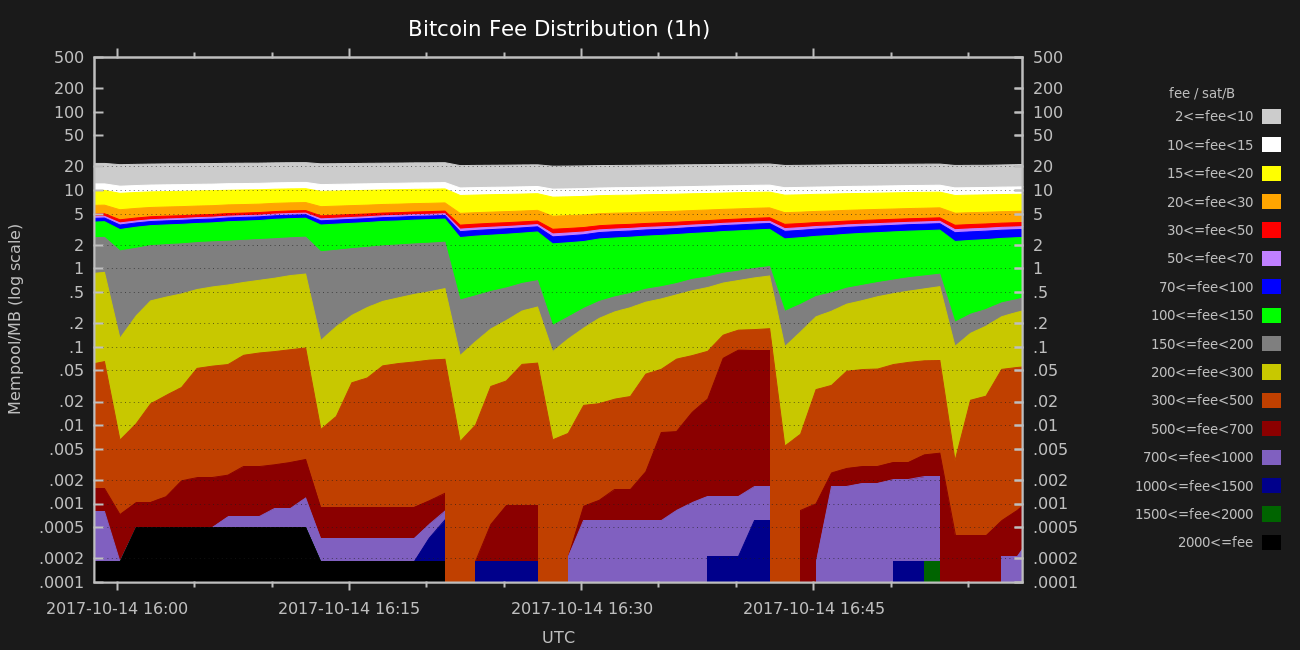 Bitcoin Fee Distribution (1h)
500
200
100
50
20
10
5
2
1
.5
.2
.1
.05
.02
.01
.005
.002
.001
.0005
.0002
.0001
Mempool/MB (log scale)
500
200
100
50
20
10
5
2
1
.5
.2
.1
.05
.02
.01
.005
.002
.001
.0005
.0002
.0001
2017-10-14 16:00
2017-10-14 16:15
2017-10-14 16:30
2017-10-14 16:45
UTC
fee / sat/B
2<=fee<10
10<=fee<15
15<=fee<20
20<=fee<30
30<=fee<50
50<=fee<70
70<=fee<100
100<=fee<150
150<=fee<200
200<=fee<300
300<=fee<500
500<=fee<700
700<=fee<1000
1000<=fee<1500
1500<=fee<2000
2000<=fee